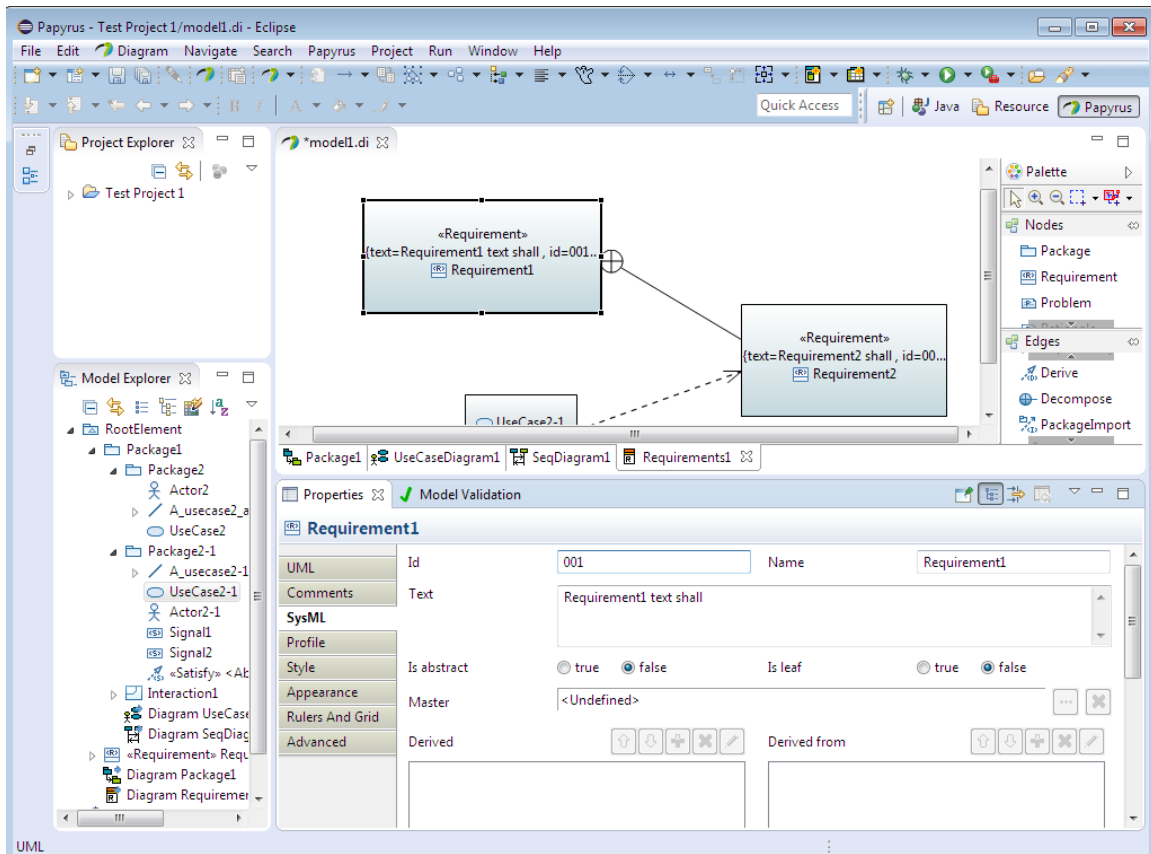 Papyrus - Test Project 1/model1.di - Eclipse
File Edit Diagram Navigate Search Papyrus Project Run Window Help
B I A
Quick Access Java Resource Papyrus
Project Explorer
Test Project 1
*model1.di
«Requirement»
{text=Requirement1 text shall , id=001...
Requirement1
«Requirement»
{text=Requirement2 shall , id=00...
Requirement2
UseCase2-1
Palette
Nodes
Package
Requirement
Problem
Edges
Derive
Decompose
PackageImport
Package1 UseCaseDiagram1 SeqDiagram1 Requirements1
Model Explorer
RootElement
Package1
Package2
Actor2
A_usecase2_a
UseCase2
Package2-1
A_usecase2-1
UseCase2-1
Actor2-1
Signal1
Signal2
«Satisfy» <Ab
Interaction1
Diagram UseCase
Diagram SeqDiag
«Requirement» Requ
Diagram Package1
Diagram Requiremer
Properties Model Validation
Requirement1
UML
Comments
SysML
Profile
Style
Appearance
Rulers And Grid
Advanced
Id 001 Name Requirement1
Text Requirement1 text shall
Is abstract true false Is leaf true false
Master <Undefined>
Derived Derived from
UML